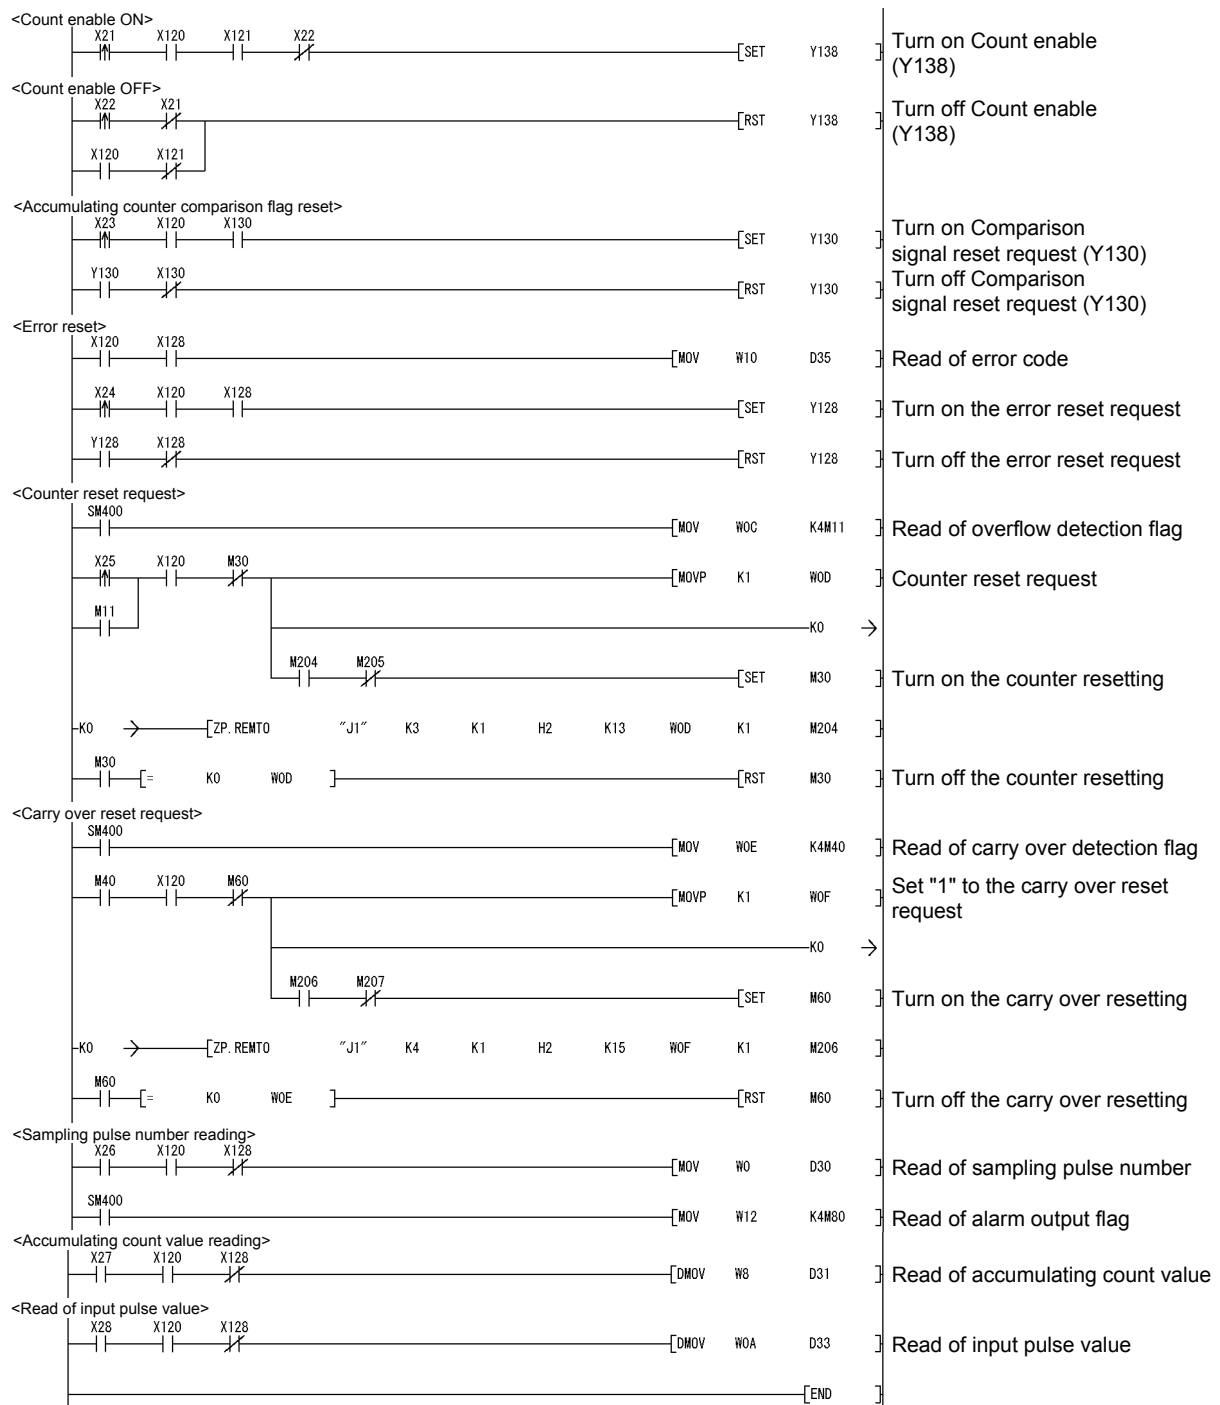 <Count enable ON>
X21 X120 X121 X22
SET Y138 Turn on Count enable
(Y138)
<Count enable OFF>
X22 X21
RST Y138 Turn off Count enable
(Y138)
X120 X121
<Accumulating counter comparison flag reset>
X23 X120 X130
SET Y130 Turn on Comparison
signal reset request (Y130)
Y130 X130
RST Y130 Turn off Comparison
signal reset request (Y130)
<Error reset>
X120 X128
MOV W10 D35 Read of error code
X24 X120 X128
SET Y128 Turn on the error reset request
Y128 X128
RST Y128 Turn off the error reset request
<Counter reset request>
SM400
MOV W0C K4M11 Read of overflow detection flag
X25 X120 M30
MOVP K1 W0D Counter reset request
M11
K0
M204 M205
SET M30 Turn on the counter resetting
K0 ZP.REMTO "J1" K3 K1 H2 K13 W0D K1 M204
M30
= K0 W0D RST M30 Turn off the counter resetting
<Carry over reset request>
SM400
MOV W0E K4M40 Read of carry over detection flag
M40 X120 M60
MOVP K1 W0F Set "1" to the carry over reset
request
K0
M206 M207
SET M60 Turn on the carry over resetting
K0 ZP.REMTO "J1" K4 K1 H2 K15 W0F K1 M206
M60
= K0 W0E RST M60 Turn off the carry over resetting
<Sampling pulse number reading>
X26 X120 X128
MOV W0 D30 Read of sampling pulse number
SM400
MOV W12 K4M80 Read of alarm output flag
<Accumulating count value reading>
X27 X120 X128
DMOV W8 D31 Read of accumulating count value
<Read of input pulse value>
X28 X120 X128
DMOV W0A D33 Read of input pulse value
END